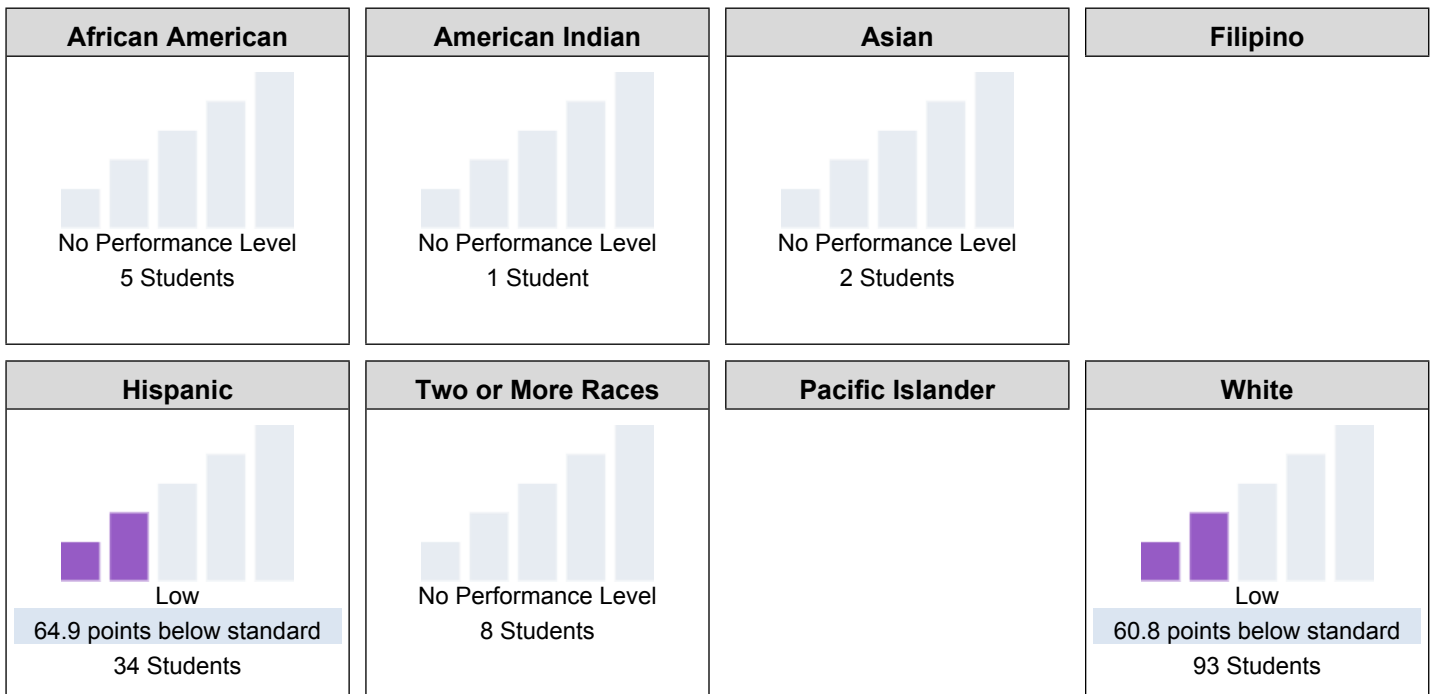 African American
No Performance Level
5 Students
American Indian
No Performance Level
1 Student
Asian
No Performance Level
2 Students
Filipino
Hispanic
Low
64.9 points below standard
34 Students
Two or More Races
No Performance Level
8 Students
Pacific Islander
White
Low
60.8 points below standard
93 Students